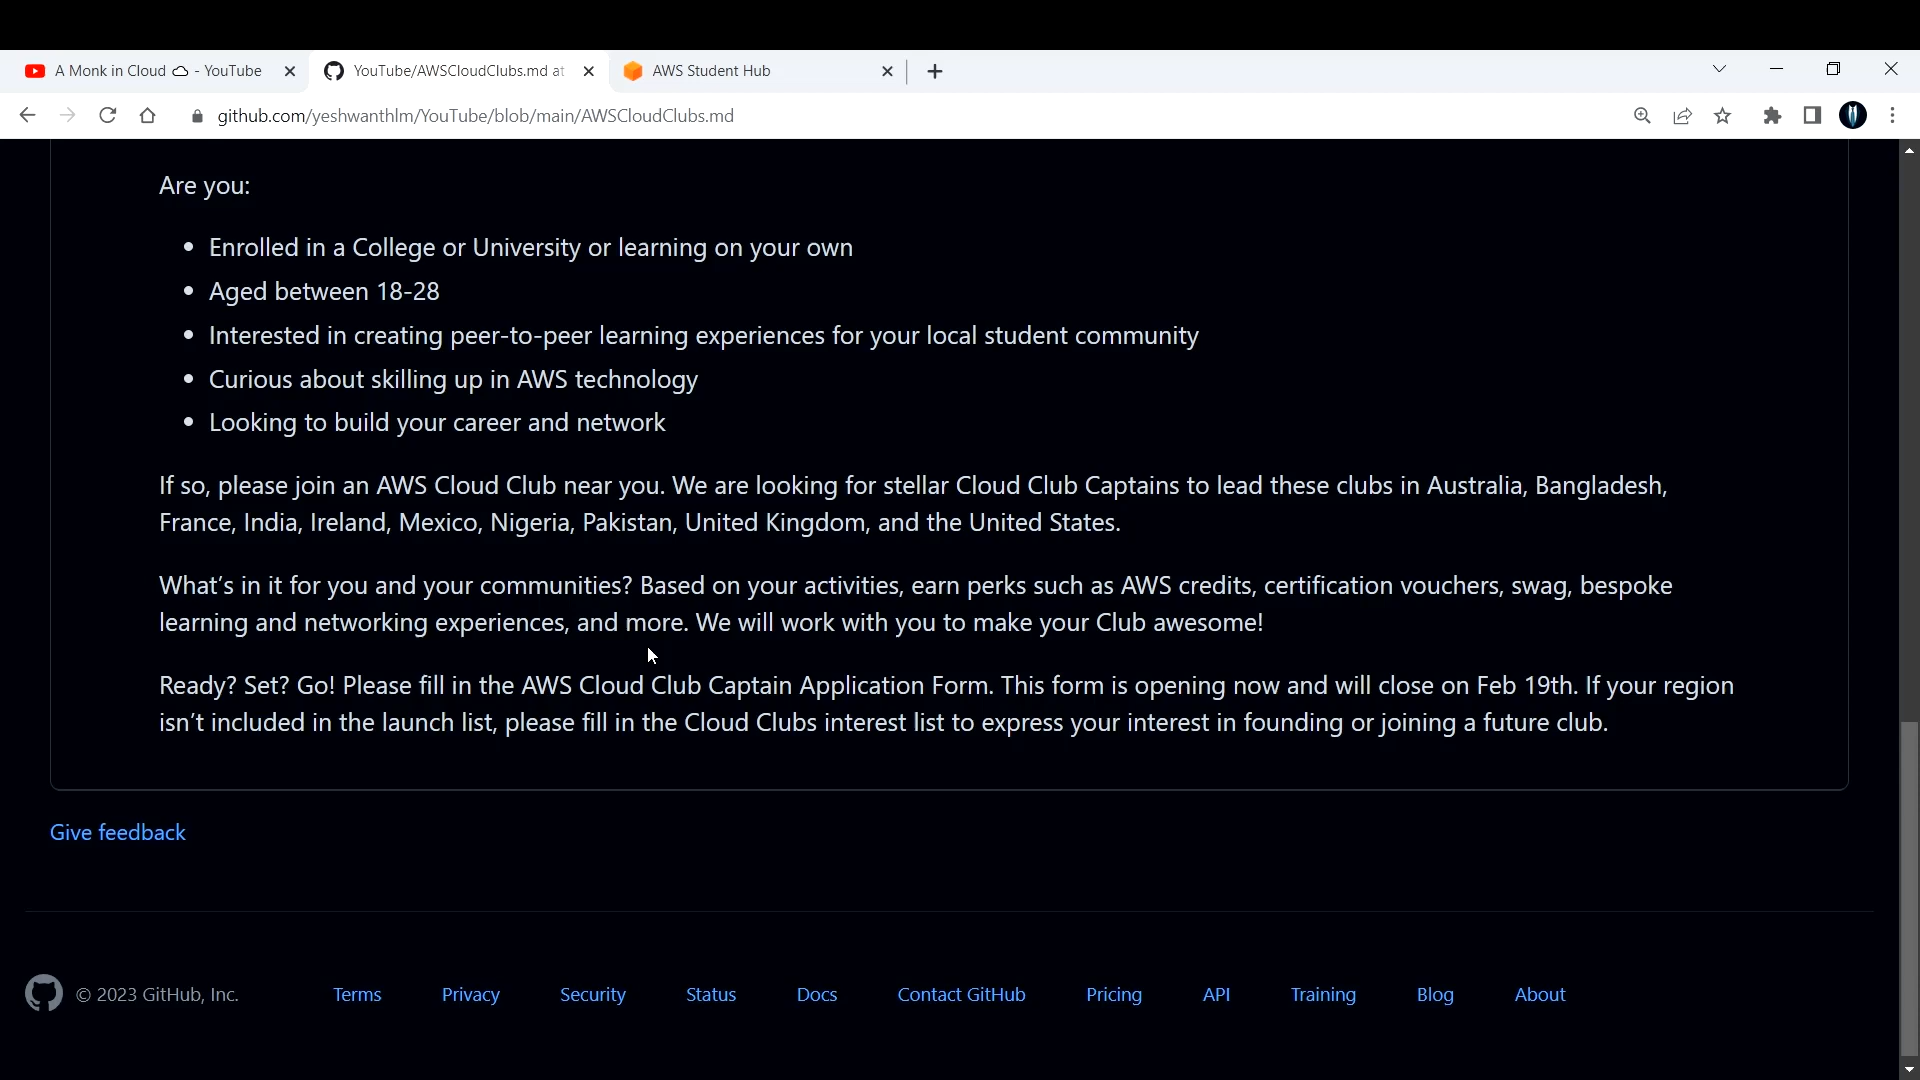 A Monk in Cloud - YouTube
YouTube/AWSCloudClubs.md at
AWS Student Hub
github.com/yeshwanthlm/YouTube/blob/main/AWSCloudClubs.md
Are you:
Enrolled in a College or University or learning on your own
Aged between 18-28
Interested in creating peer-to-peer learning experiences for your local student community
Curious about skilling up in AWS technology
Looking to build your career and network
If so, please join an AWS Cloud Club near you. We are looking for stellar Cloud Club Captains to lead these clubs in Australia, Bangladesh,
France, India, Ireland, Mexico, Nigeria, Pakistan, United Kingdom, and the United States.
What’s in it for you and your communities? Based on your activities, earn perks such as AWS credits, certification vouchers, swag, bespoke
learning and networking experiences, and more. We will work with you to make your Club awesome!
Ready? Set? Go! Please fill in the AWS Cloud Club Captain Application Form. This form is opening now and will close on Feb 19th. If your region
isn’t included in the launch list, please fill in the Cloud Clubs interest list to express your interest in founding or joining a future club.
Give feedback
© 2023 GitHub, Inc.
Terms
Privacy
Security
Status
Docs
Contact GitHub
Pricing
API
Training
Blog
About